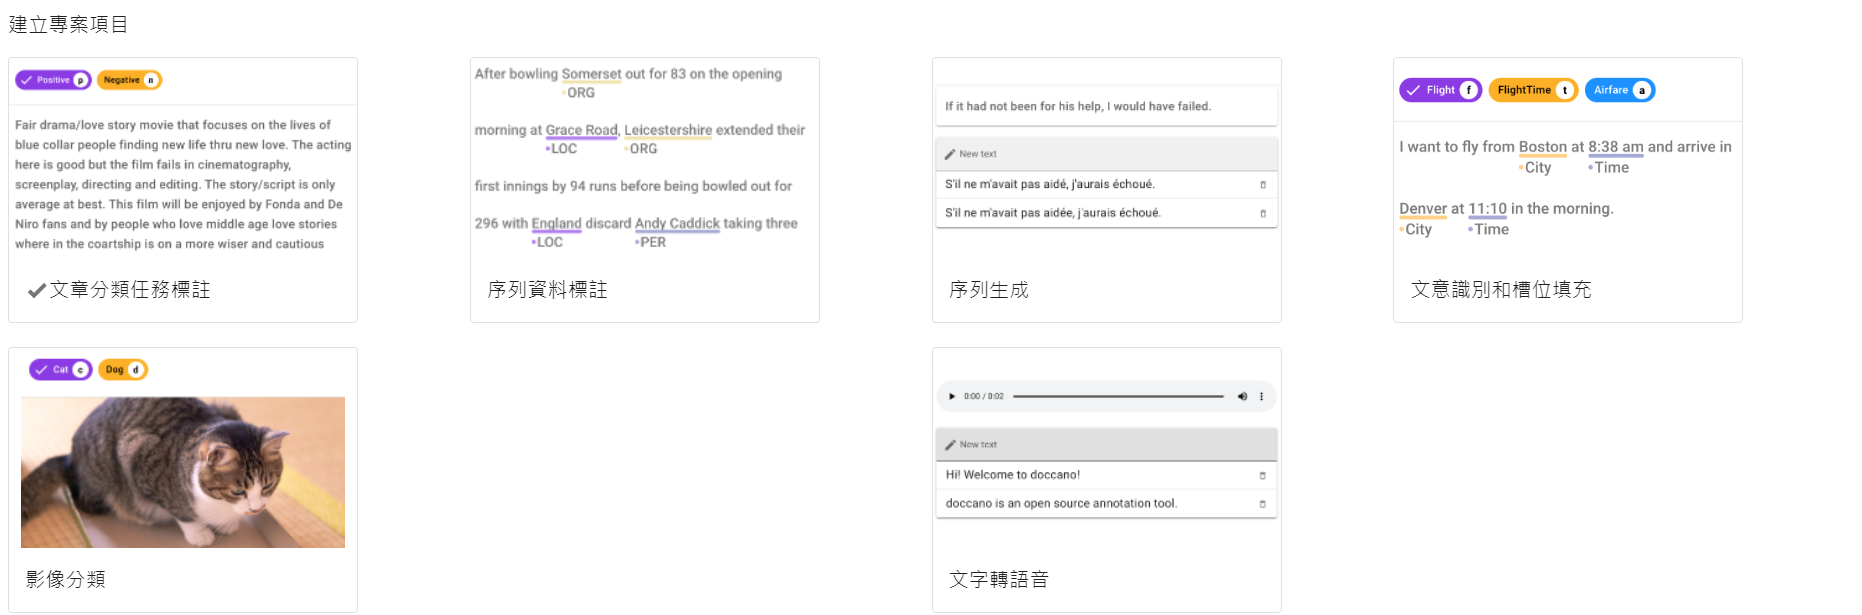 建立專案項目
Positive p Negative n
Fair drama/love story movie that focuses on the lives of
blue collar people finding new life thru new love. The acting
here is good but the film fails in cinematography,
screenplay, directing and editing. The story/script is only
average at best. This film will be enjoyed by Fonda and De
Niro fans and by people who love middle age love stories
where in the coartship is on a more wiser and cautious
文章分類任務標註
After bowling Somerset out for 83 on the opening
•ORG
morning at Grace Road, Leicestershire extended their
•LOC •ORG
first innings by 94 runs before being bowled out for
296 with England discard Andy Caddick taking three
•LOC •PER
序列資料標註
If it had not been for his help, I would have failed.
New text
S'il ne m'avait pas aidé, j'aurais échoué.
S'il ne m'avait pas aidée, j'aurais échoué.
序列生成
Flight f FlightTime t Airfare a
I want to fly from Boston at 8:38 am and arrive in
•City •Time
Denver at 11:10 in the morning.
•City •Time
文意識別和槽位填充
Cat c Dog d
影像分類
0:00 / 0:02
New text
Hi! Welcome to doccano!
doccano is an open source annotation tool.
文字轉語音